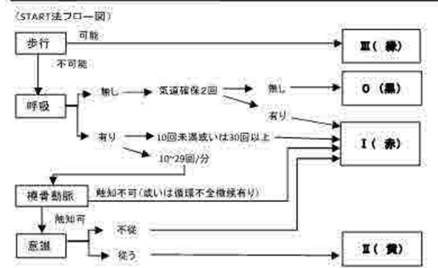 （START法フロー図）
歩行
可能
Ⅲ（ 緑）
不可能
呼吸
無し
気道確保2回
無し
0（黒）
有り
有り
10回未満或いは30回以上
Ⅰ（ 赤）
10~29回/分
橈骨動脈
触知不可(或いは循環不全徴候有り)
触知可
意識
不従
従う
Ⅱ（ 黄）